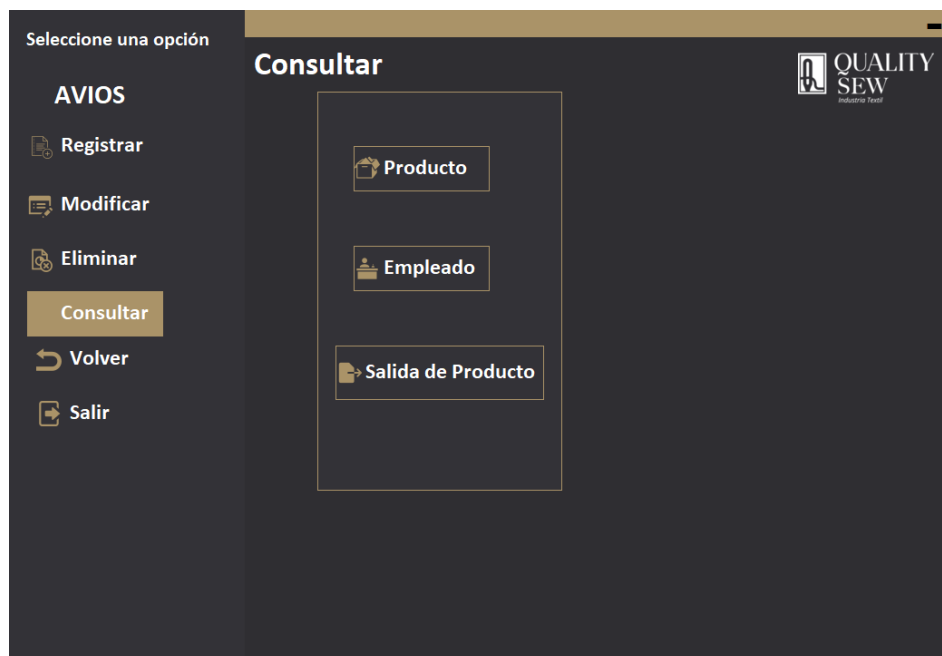 Seleccione una opción
AVIOS
Registrar
Modificar
Eliminar
Consultar
Volver
Salir
Consultar
QUALITY
SEW
Industria Textil
Producto
Empleado
Salida de Producto